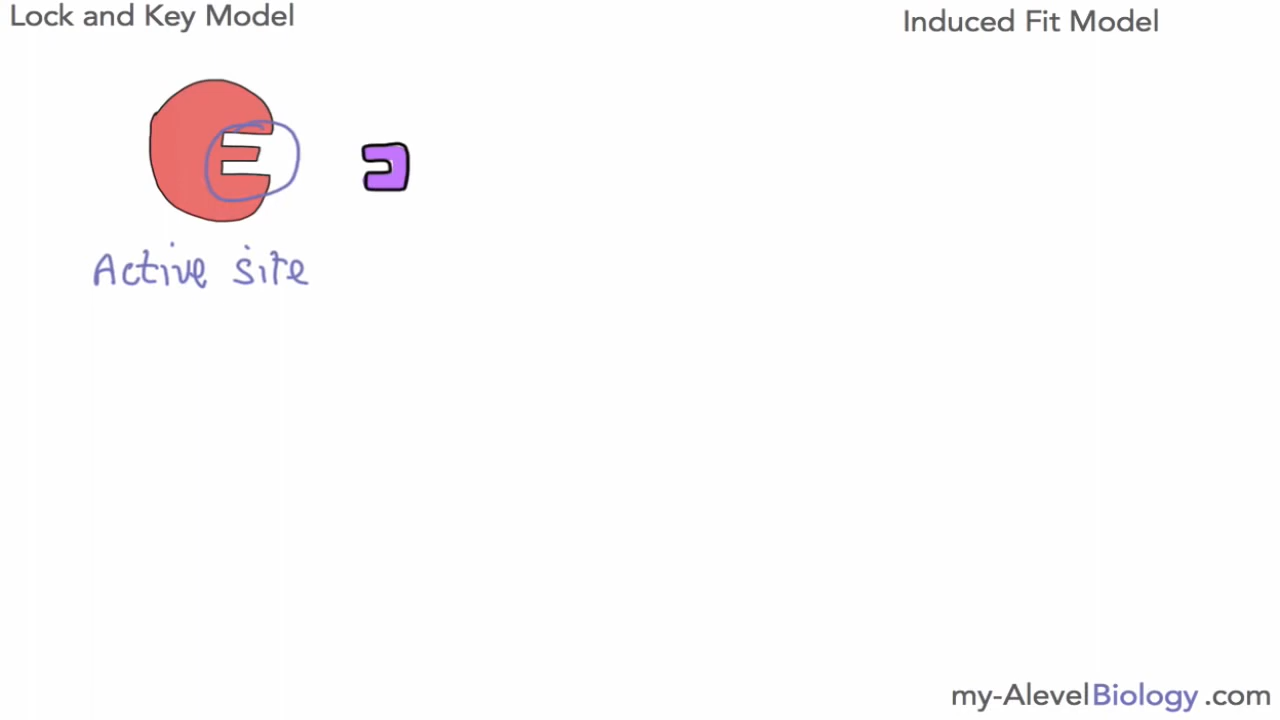 Lock and Key Model
Induced Fit Model
Active site
my-AlevelBiology.com